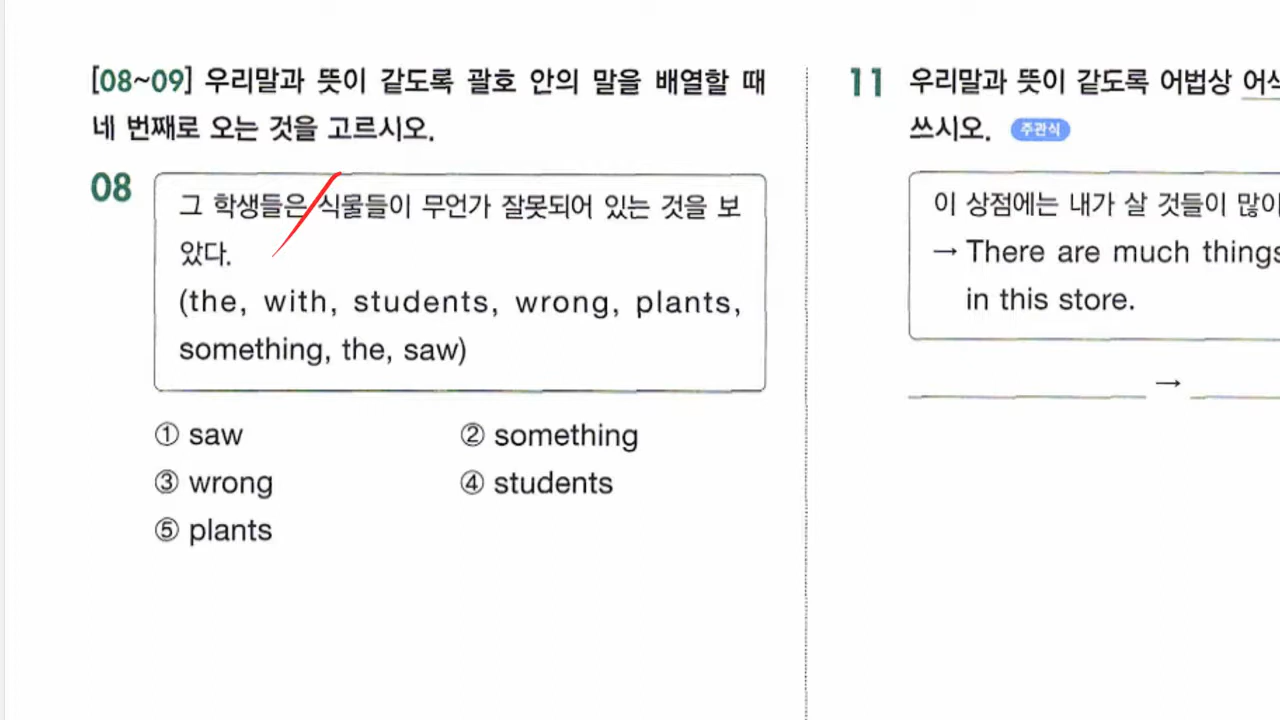 [08~09] 우리말과 뜻이 같도록 괄호 안의 말을 배열할 때
네 번째로 오는 것을 고르시오.
08
그 학생들은 식물들이 무언가 잘못되어 있는 것을 보
았다.
(the, with, students, wrong, plants,
something, the, saw)
① saw
② something
③ wrong
④ students
⑤ plants
11 우리말과 뜻이 같도록 어법상
쓰시오. 주관식
이 상점에는 내가 살 것들이 많이
→ There are much things
in this store.
→